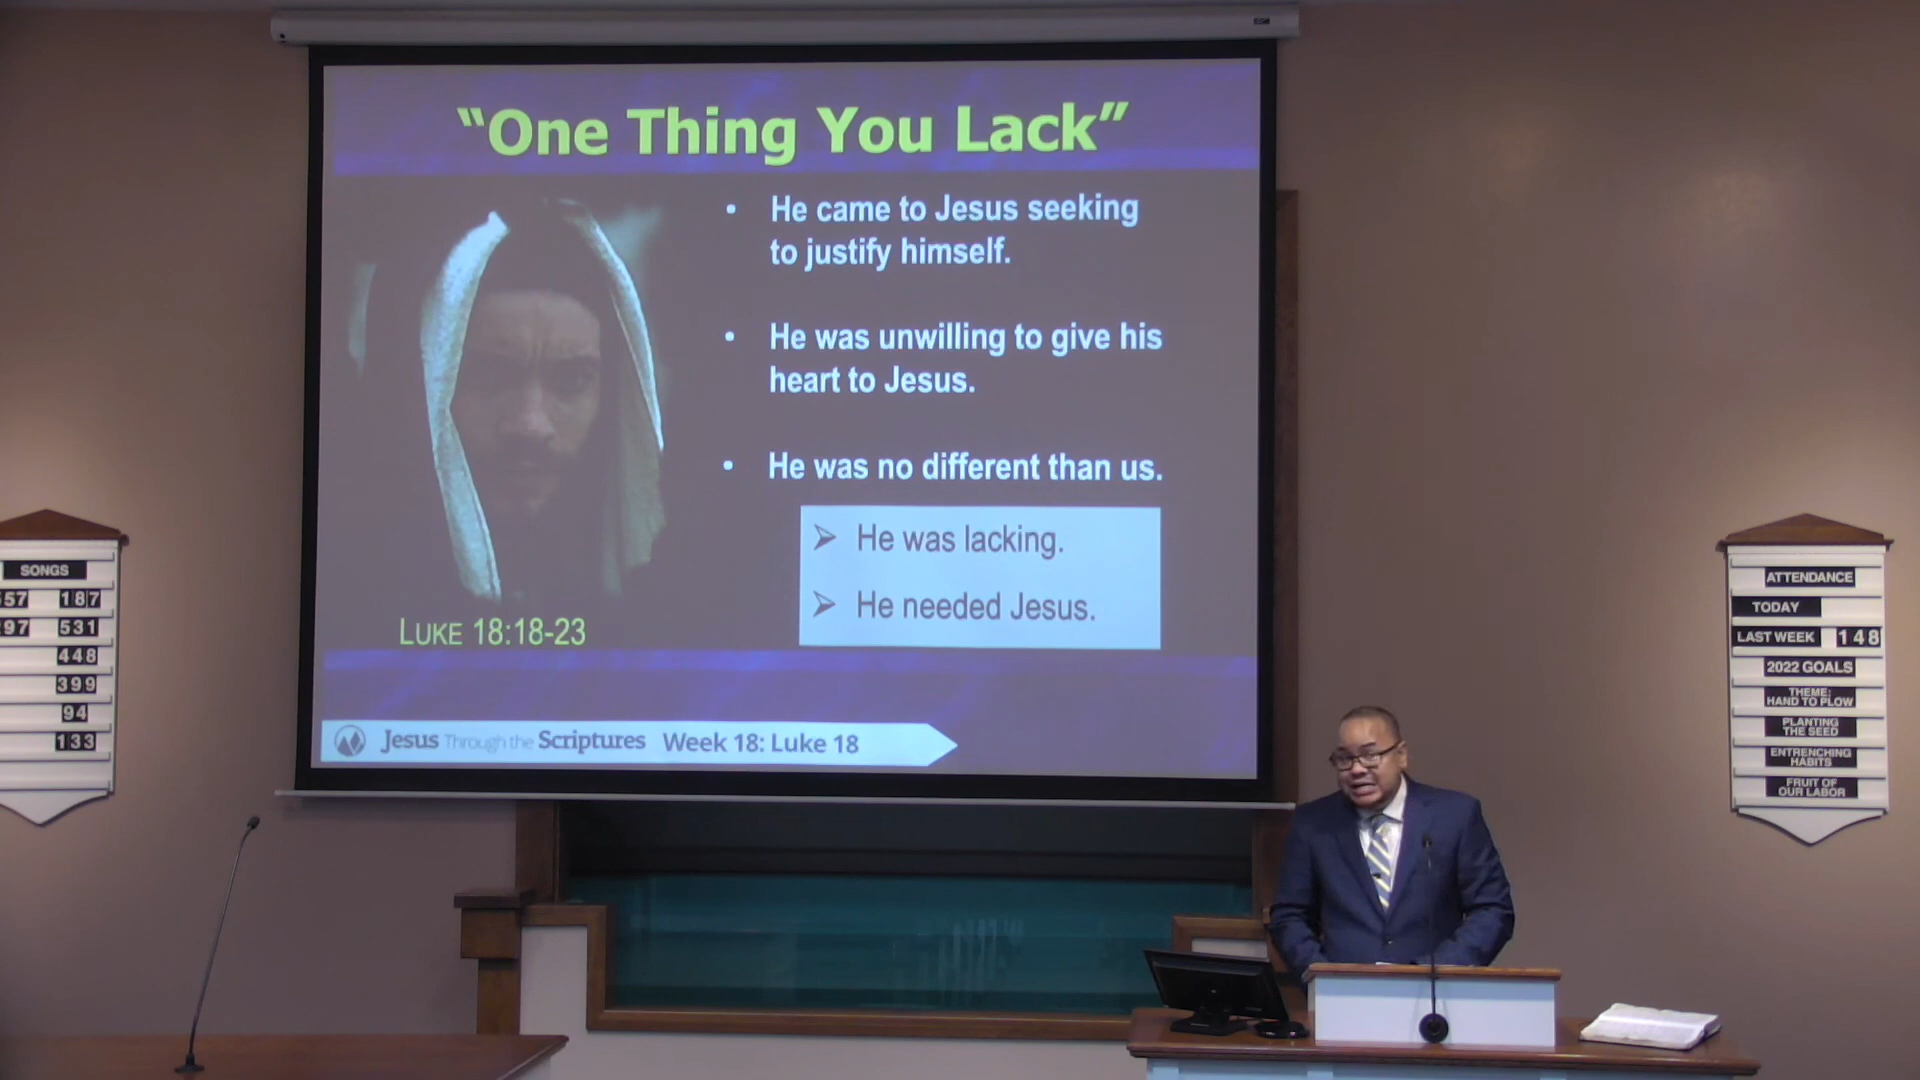 “One Thing You Lack”
• He came to Jesus seeking
to justify himself.
• He was unwilling to give his
heart to Jesus.
• He was no different than us.
➢ He was lacking.
➢ He needed Jesus.
LUKE 18:18-23
Jesus Through the Scriptures Week 18: Luke 18
SONGS
57 187
97 531
448
399
94
133
ATTENDANCE
TODAY
LAST WEEK 148
2022 GOALS
THEME:
HAND TO PLOW
PLANTING
THE SEED
ENTRENCHING
HABITS
FRUIT OF
OUR LABOR